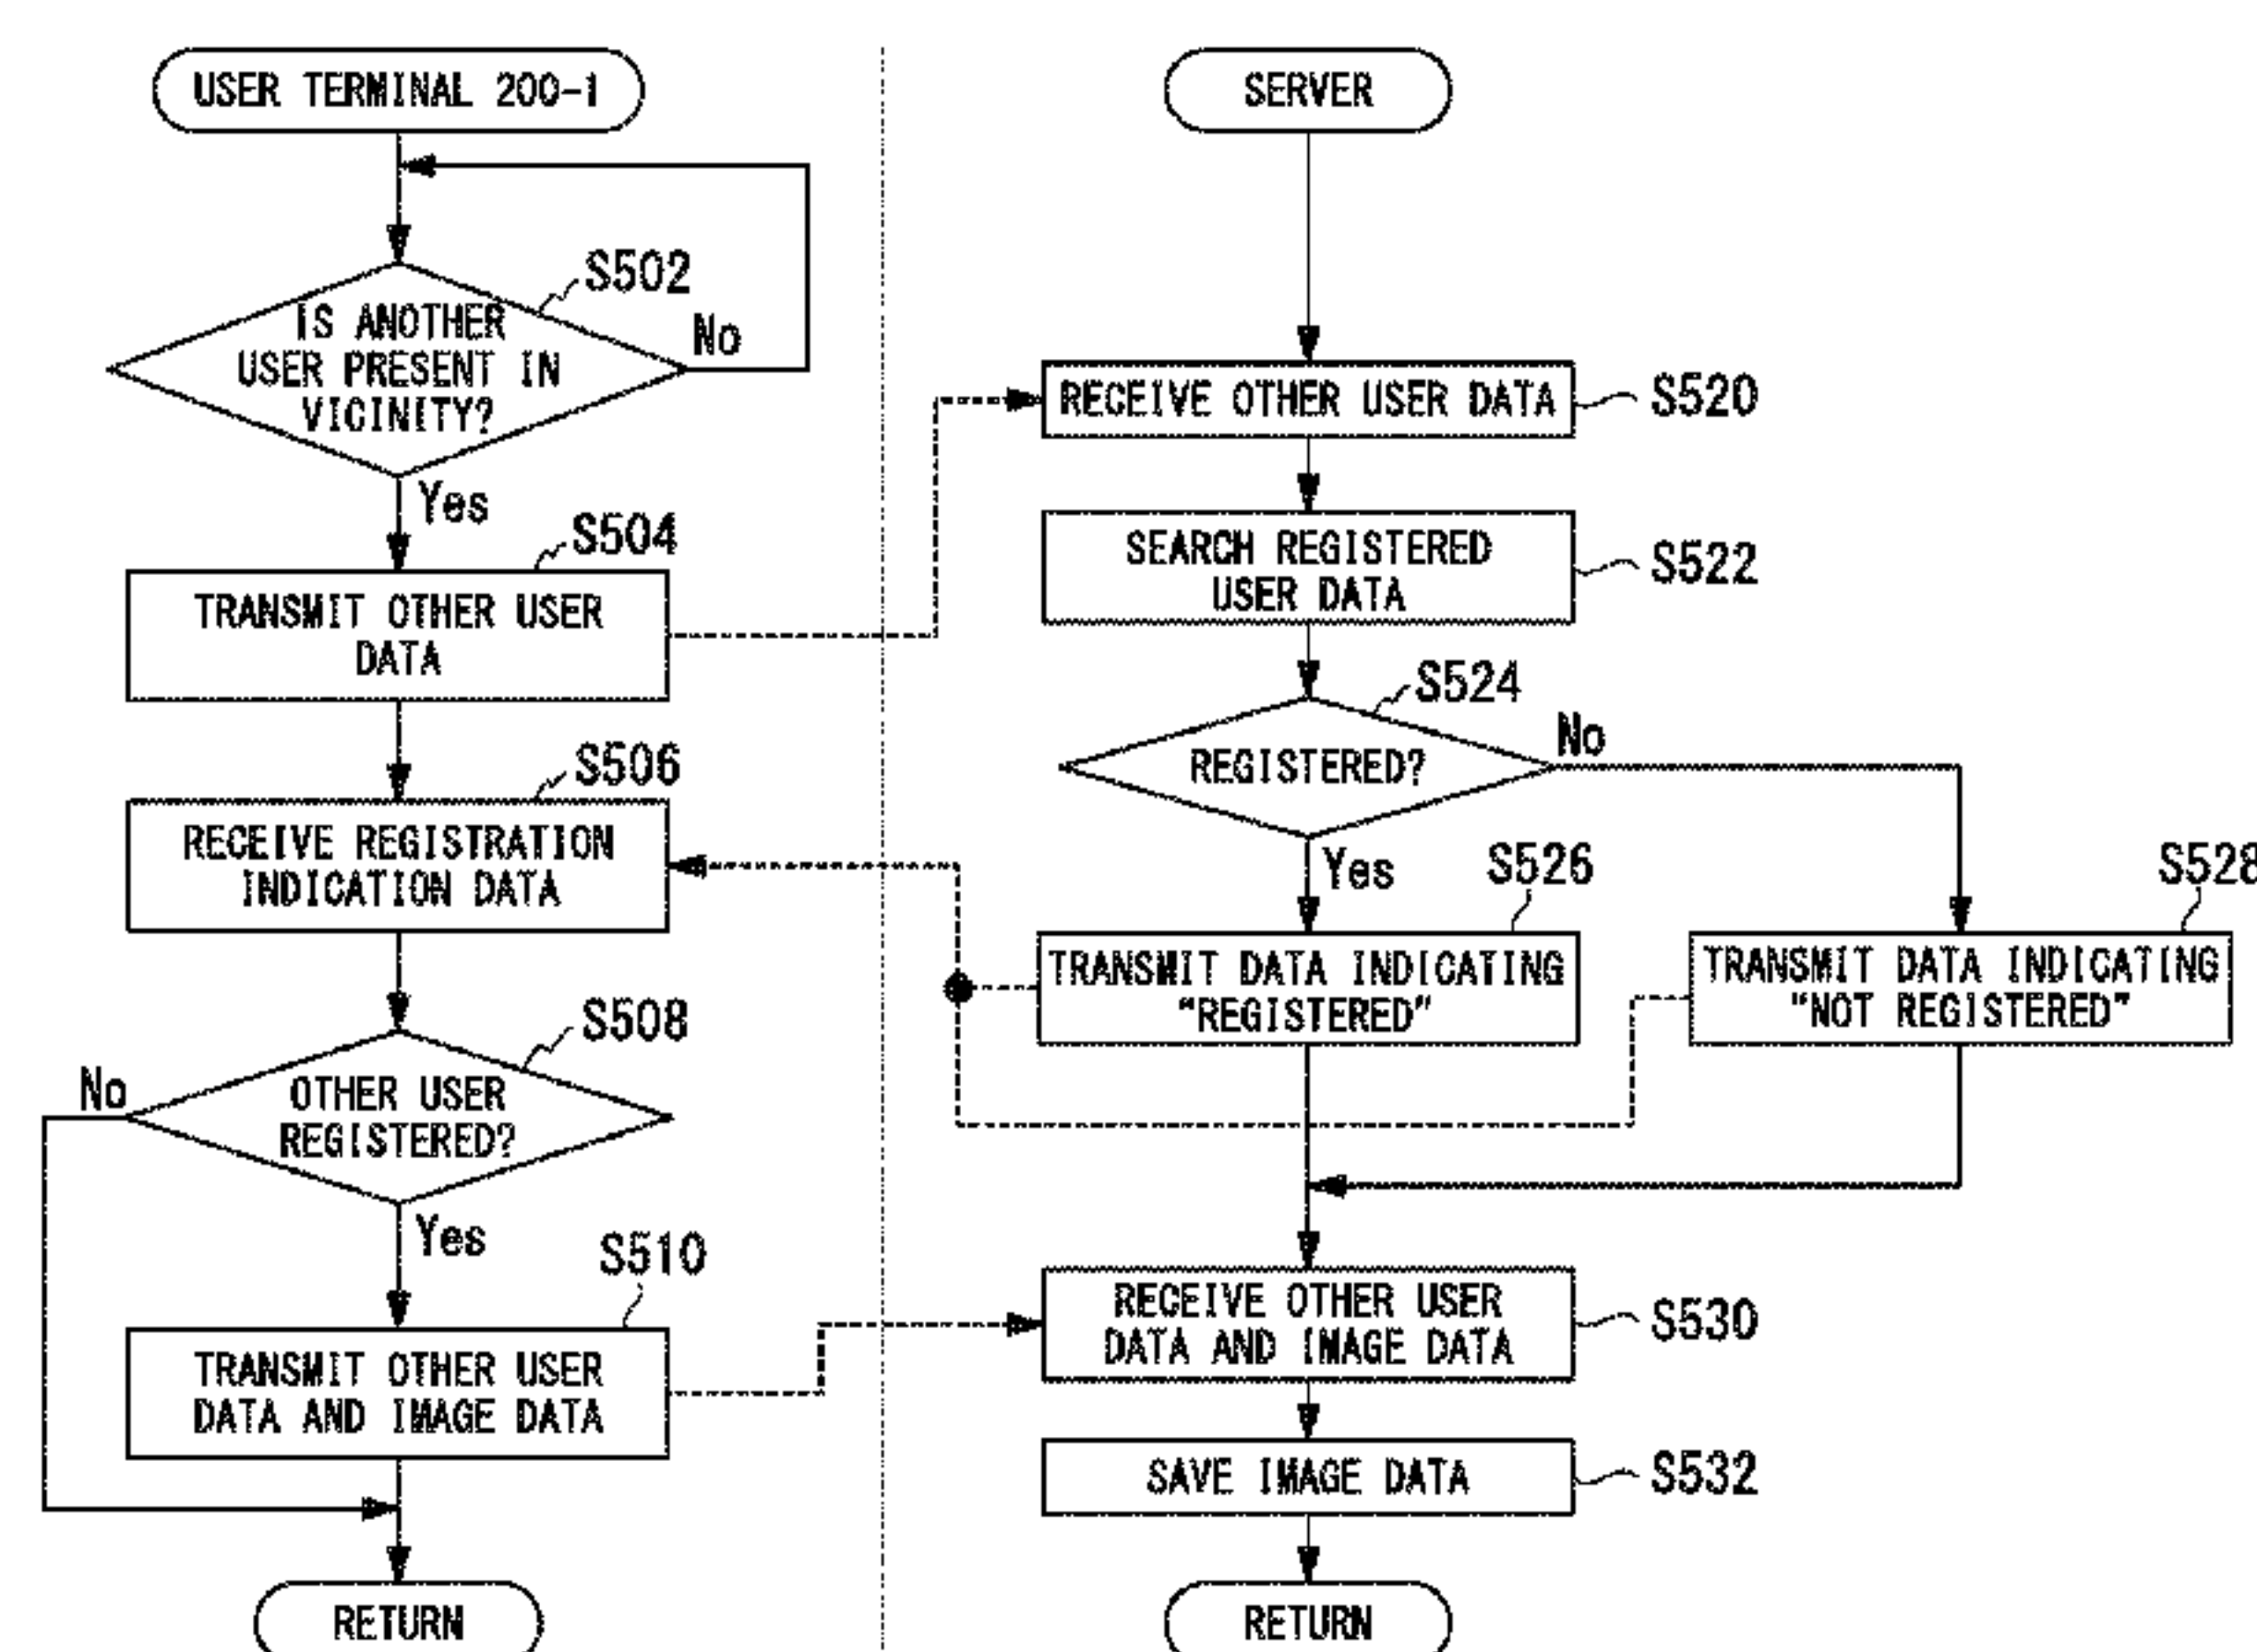 USER TERMINAL 200-1
S502
IS ANOTHER
USER PRESENT IN
VICINITY?
No
Yes
S504
TRANSMIT OTHER USER
DATA
S506
RECEIVE REGISTRATION
INDICATION DATA
S508
No
OTHER USER
REGISTERED?
Yes
S510
TRANSMIT OTHER USER
DATA AND IMAGE DATA
RETURN
SERVER
RECEIVE OTHER USER DATA
S520
SEARCH REGISTERED
USER DATA
S522
S524
REGISTERED?
No
Yes
S526
TRANSMIT DATA INDICATING
"REGISTERED"
S528
TRANSMIT DATA INDICATING
"NOT REGISTERED"
RECEIVE OTHER USER
DATA AND IMAGE DATA
S530
SAVE IMAGE DATA
S532
RETURN